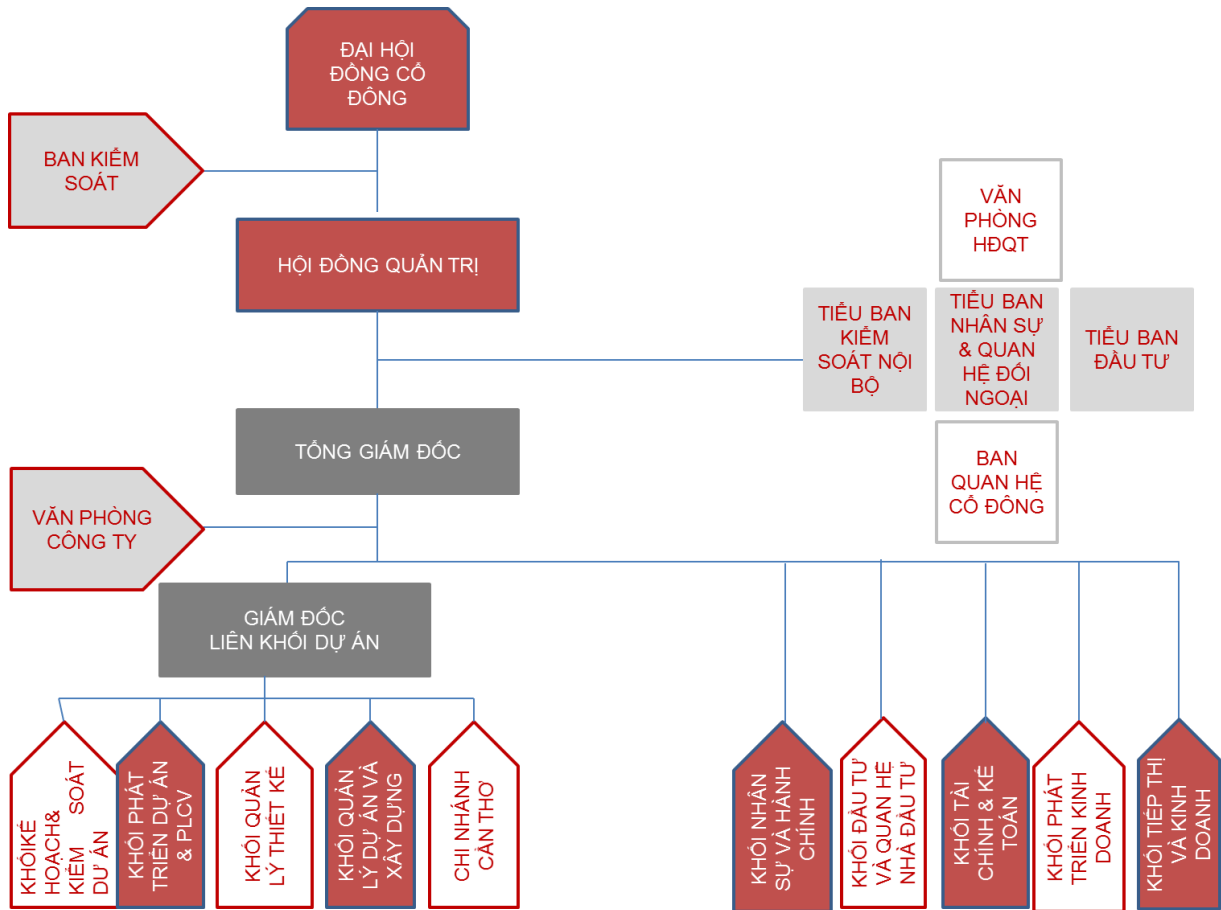 ĐẠI HỘI
ĐỒNG CỔ
ĐÔNG
BAN KIỂM
SOÁT
VĂN
PHÒNG
HĐQT
HỘI ĐỒNG QUẢN TRỊ
TIỂU BAN
KIỂM
SOÁT NỘI
BỘ
TIỂU BAN
NHÂN SỰ
& QUAN
HỆ ĐỐI
NGOẠI
TIỂU BAN
ĐẦU TƯ
TỔNG GIÁM ĐỐC
BAN
QUAN HỆ
CỔ ĐÔNG
VĂN PHÒNG
CÔNG TY
GIÁM ĐỐC
LIÊN KHỐI DỰ ÁN
KHỐIKẾ
HOẠCH&
KIỂM SOÁT
DỰ ÁN
KHỐI PHÁT
TRIỂN DỰ ÁN
& PLCV
KHỐI QUẢN
LÝ THIẾT KẾ
KHỐI QUẢN
LÝ DỰ ÁN VÀ
XÂY DỰNG
CHI NHÁNH
CẦN THƠ
KHỐI NHÂN
SỰ VÀ HÀNH
CHÍNH
KHỐI ĐẦU TƯ
VÀ QUAN HỆ
NHÀ ĐẦU TƯ
KHỐI TÀI
CHÍNH & KẾ
TOÁN
KHỐI PHÁT
TRIỂN KINH
DOANH
KHỐI TIẾP THỊ
VÀ KINH
DOANH